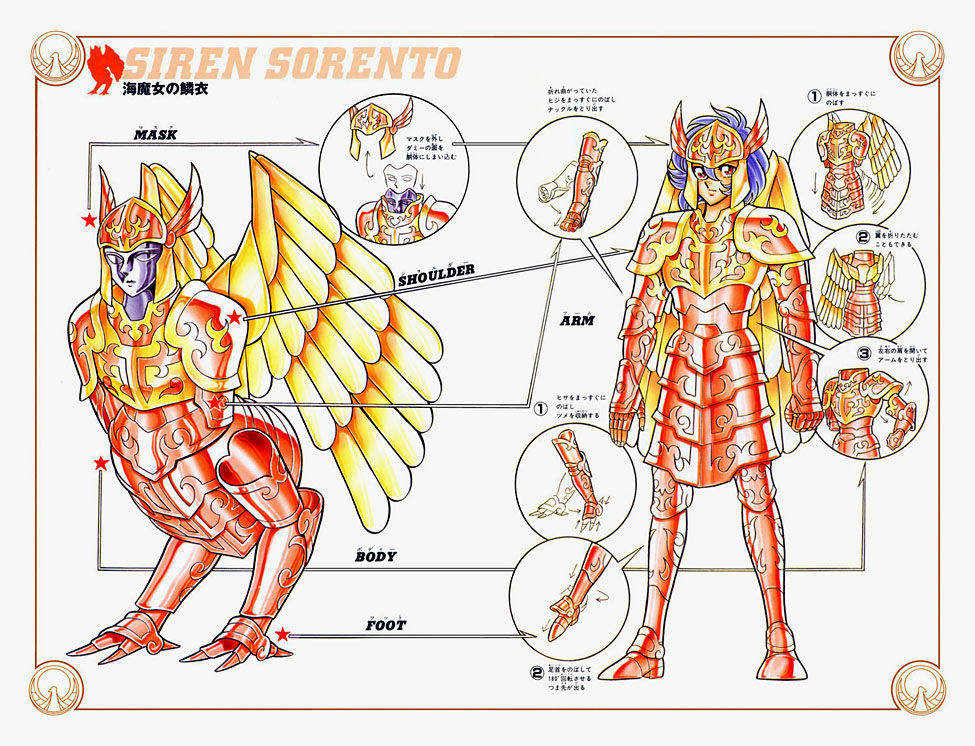 SIREN SORENTO
海魔女の鱗衣
MASK
マスクを外し
ダミーの面を
胴体にしまい込む
折れ曲がっていた
ヒジをまっすぐにのばし
ナックルをとり出す
① 胴体をまっすぐに
のばす
② 翼を折りたたむ
こともできる
SHOULDER
ARM
③ 左右の肩を開いて
アームをとり出す
① ヒザをまっすぐに
のばし
ツメを収納する
BODY
FOOT
② 足首をのばして
180°回転させる
つま先が出る